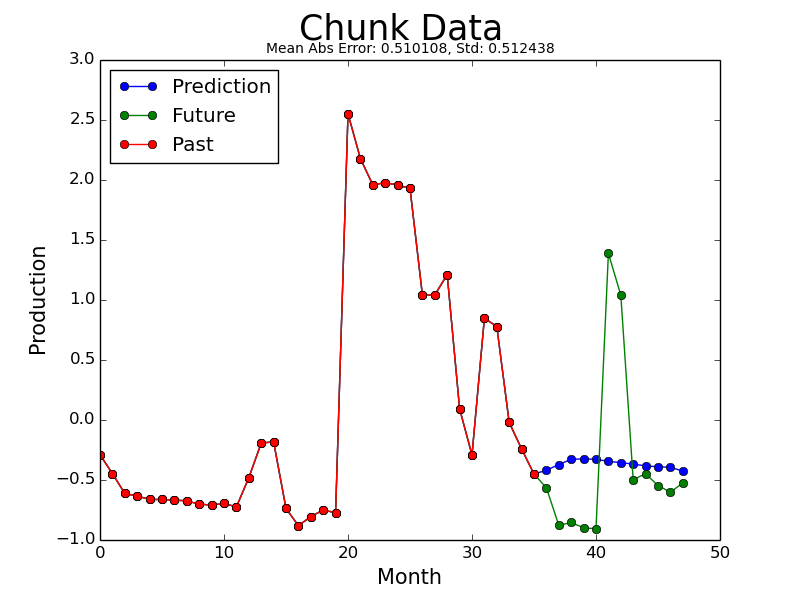 Chunk Data
Mean Abs Error: 0.510108, Std: 0.512438
Prediction
Future
Past
3.0
2.5
2.0
1.5
1.0
0.5
0.0
−0.5
−1.0
Production
0 10 20 30 40 50
Month